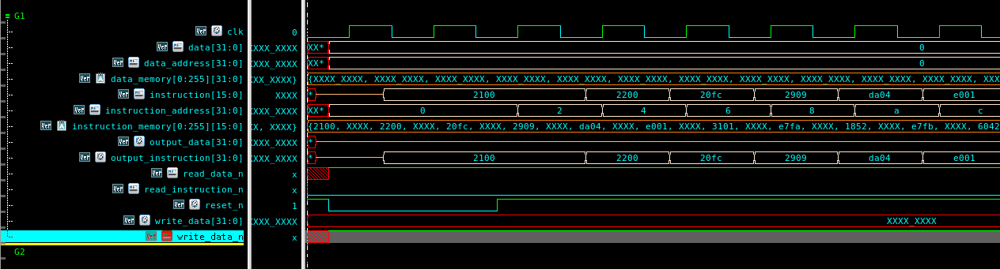 G1
clk 0
data[31:0] XXXX_XXXX XX* 0
data_address[31:0] XXXX_XXXX XX* 0
data_memory[0:255][31:0] XX_XXXX} {XXXX_XXXX, XXXX_XXXX, XXXX_XXXX, XXXX_XXXX, XXXX_XXXX, XXXX_XXXX, XXXX_XXXX, XXXX_XXXX, XXXX_XXXX, XXXX_XXXX, XXXX_XXXX, XXX
instruction[15:0] XXXX * 2100 2200 20fc 2909 da04 e001
instruction_address[31:0] XXXX_XXXX XX* 0 2 4 6 8 a c
instruction_memory[0:255][15:0] X, XXXX} {2100, XXXX, 2200, XXXX, 20fc, XXXX, 2909, XXXX, da04, XXXX, e001, XXXX, 3101, XXXX, e7fa, XXXX, 1852, XXXX, e7fb, XXXX, 6042
output_data[31:0] XXXX_XXXX *
output_instruction[31:0] XXXX_XXXX * 2100 2200 20fc 2909 da04 e001
read_data_n x
read_instruction_n x
reset_n 1
write_data[31:0] XXXX_XXXX XXXX_XXXX
write_data_n x
G2